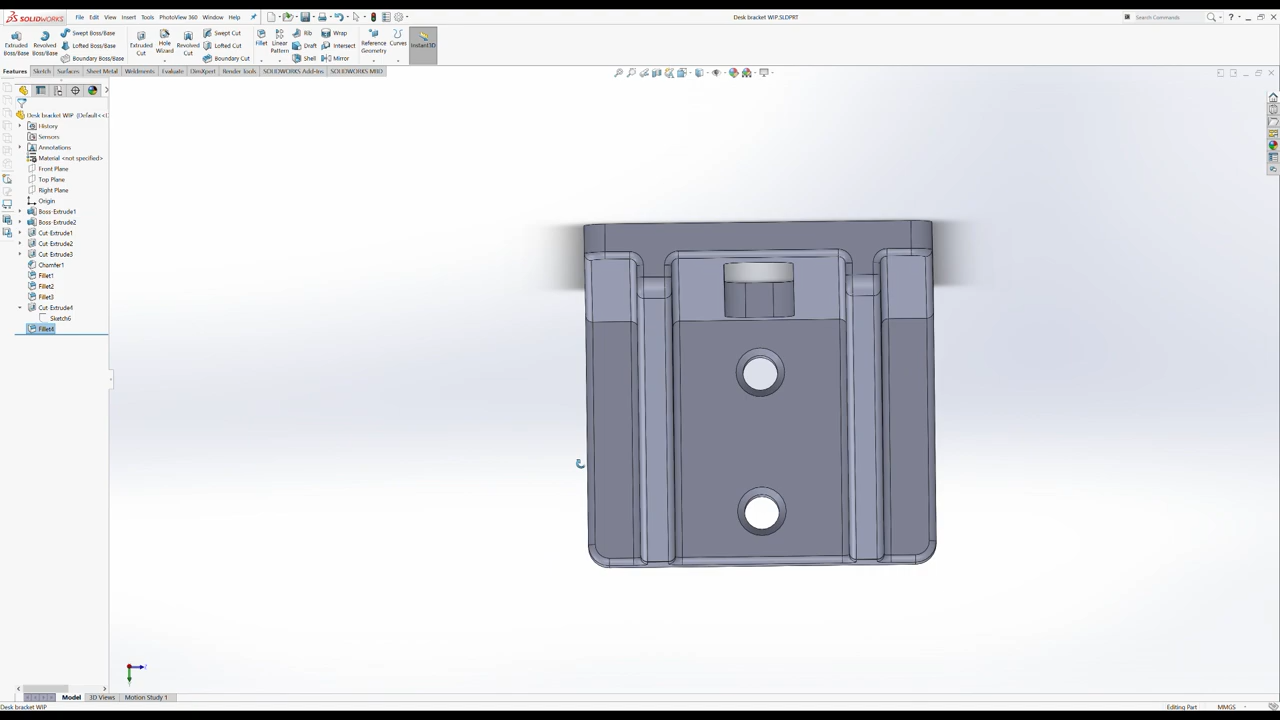 SOLIDWORKS File Edit View Insert Tools PhotoView 360 Window Help Desk bracket WIP.SLDPRT Search Commands
Extruded Boss/Base
Revolved Boss/Base
Swept Boss/Base
Lofted Boss/Base
Boundary Boss/Base
Extruded Cut
Hole Wizard
Revolved Cut
Swept Cut
Lofted Cut
Boundary Cut
Fillet
Linear Pattern
Rib
Draft
Shell
Wrap
Intersect
Mirror
Reference Geometry
Curves
Instant3D
Features Sketch Surfaces Sheet Metal Weldments Evaluate DimXpert Render Tools SOLIDWORKS Add-Ins SOLIDWORKS MBD
Desk bracket WIP (Default<<D
History
Sensors
Annotations
Material <not specified>
Front Plane
Top Plane
Right Plane
Origin
Boss-Extrude1
Boss-Extrude2
Cut-Extrude1
Cut-Extrude2
Cut-Extrude3
Chamfer1
Fillet1
Fillet2
Fillet3
Cut-Extrude4
Sketch6
Fillet4
Model 3D Views Motion Study 1
Desk bracket WIP Editing Part MMGS